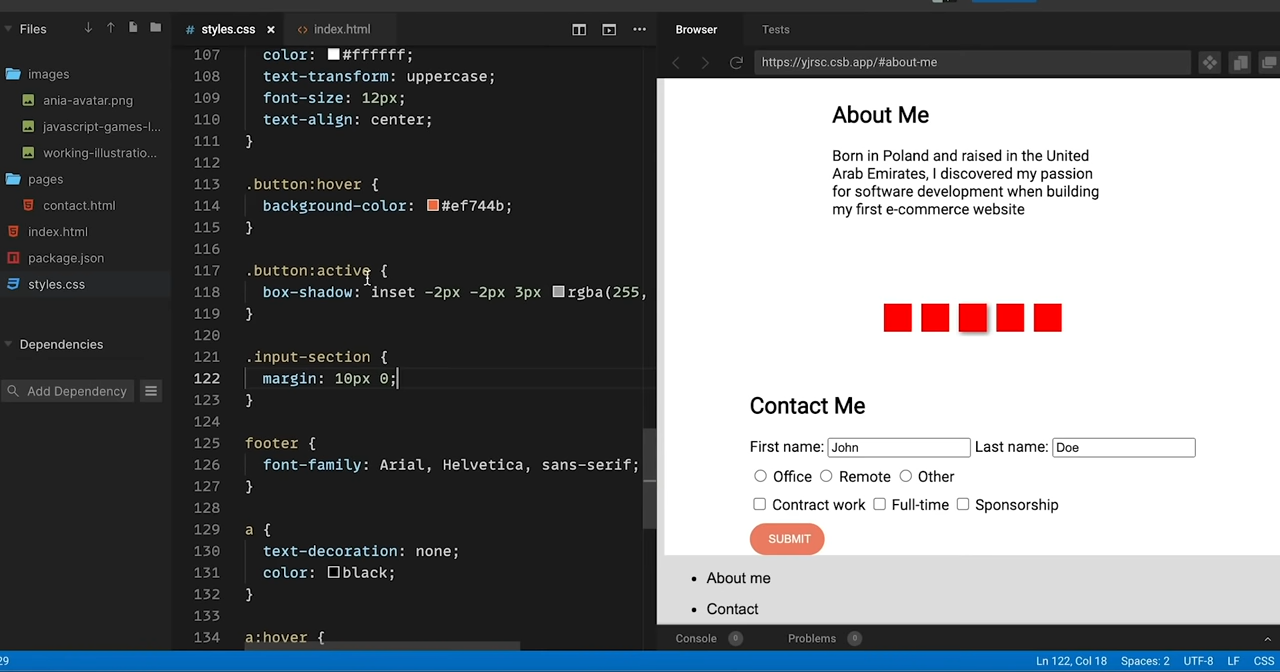 Files
images
ania-avatar.png
javascript-games-l...
working-illustratio...
pages
contact.html
index.html
package.json
styles.css
Dependencies
Add Dependency
# styles.css ×
<> index.html
107 color: #ffffff;
108 text-transform: uppercase;
109 font-size: 12px;
110 text-align: center;
111 }
112
113 .button:hover {
114 background-color: #ef744b;
115 }
116
117 .button:active {
118 box-shadow: inset -2px -2px 3px rgba(255,
119 }
120
121 .input-section {
122 margin: 10px 0;
123 }
124
125 footer {
126 font-family: Arial, Helvetica, sans-serif;
127 }
128
129 a {
130 text-decoration: none;
131 color: black;
132 }
133
134 a:hover {
Browser
Tests
https://yjrsc.csb.app/#about-me
About Me
Born in Poland and raised in the United
Arab Emirates, I discovered my passion
for software development when building
my first e-commerce website
Contact Me
First name: John Last name: Doe
Office Remote Other
Contract work Full-time Sponsorship
SUBMIT
• About me
• Contact
Console 0 Problems 0
29
Ln 122, Col 18 Spaces: 2 UTF-8 LF CSS